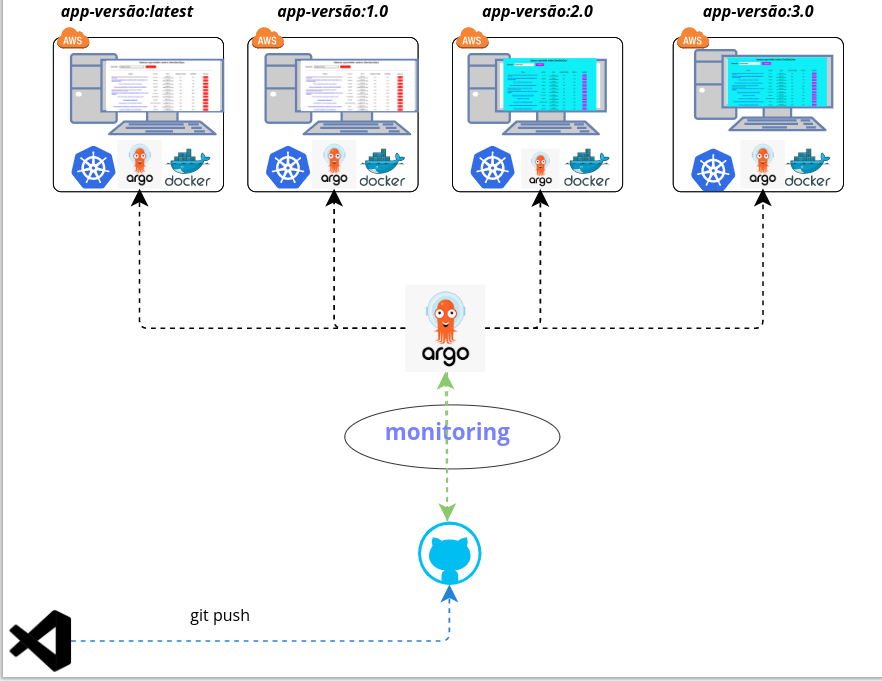 app-versão:latest
app-versão:1.0
app-versão:2.0
app-versão:3.0
AWS
AWS
AWS
AWS
argo
docker
argo
docker
argo
docker
argo
docker
argo
monitoring
git push